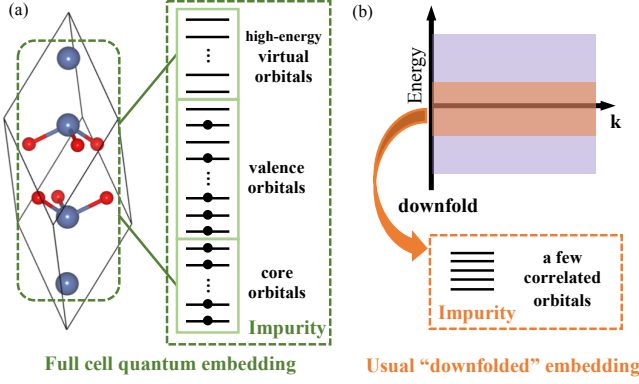 (a)
high-energy
virtual
orbitals
valence
orbitals
core
orbitals
Impurity
Full cell quantum embedding
(b)
Energy
k
downfold
a few
correlated
orbitals
Impurity
Usual “downfolded” embedding